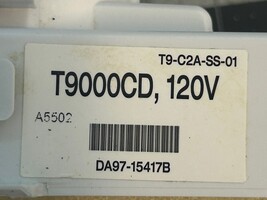 T9-C2A-SS-01
T9000CD, 120V
A5502
DA97-15417B